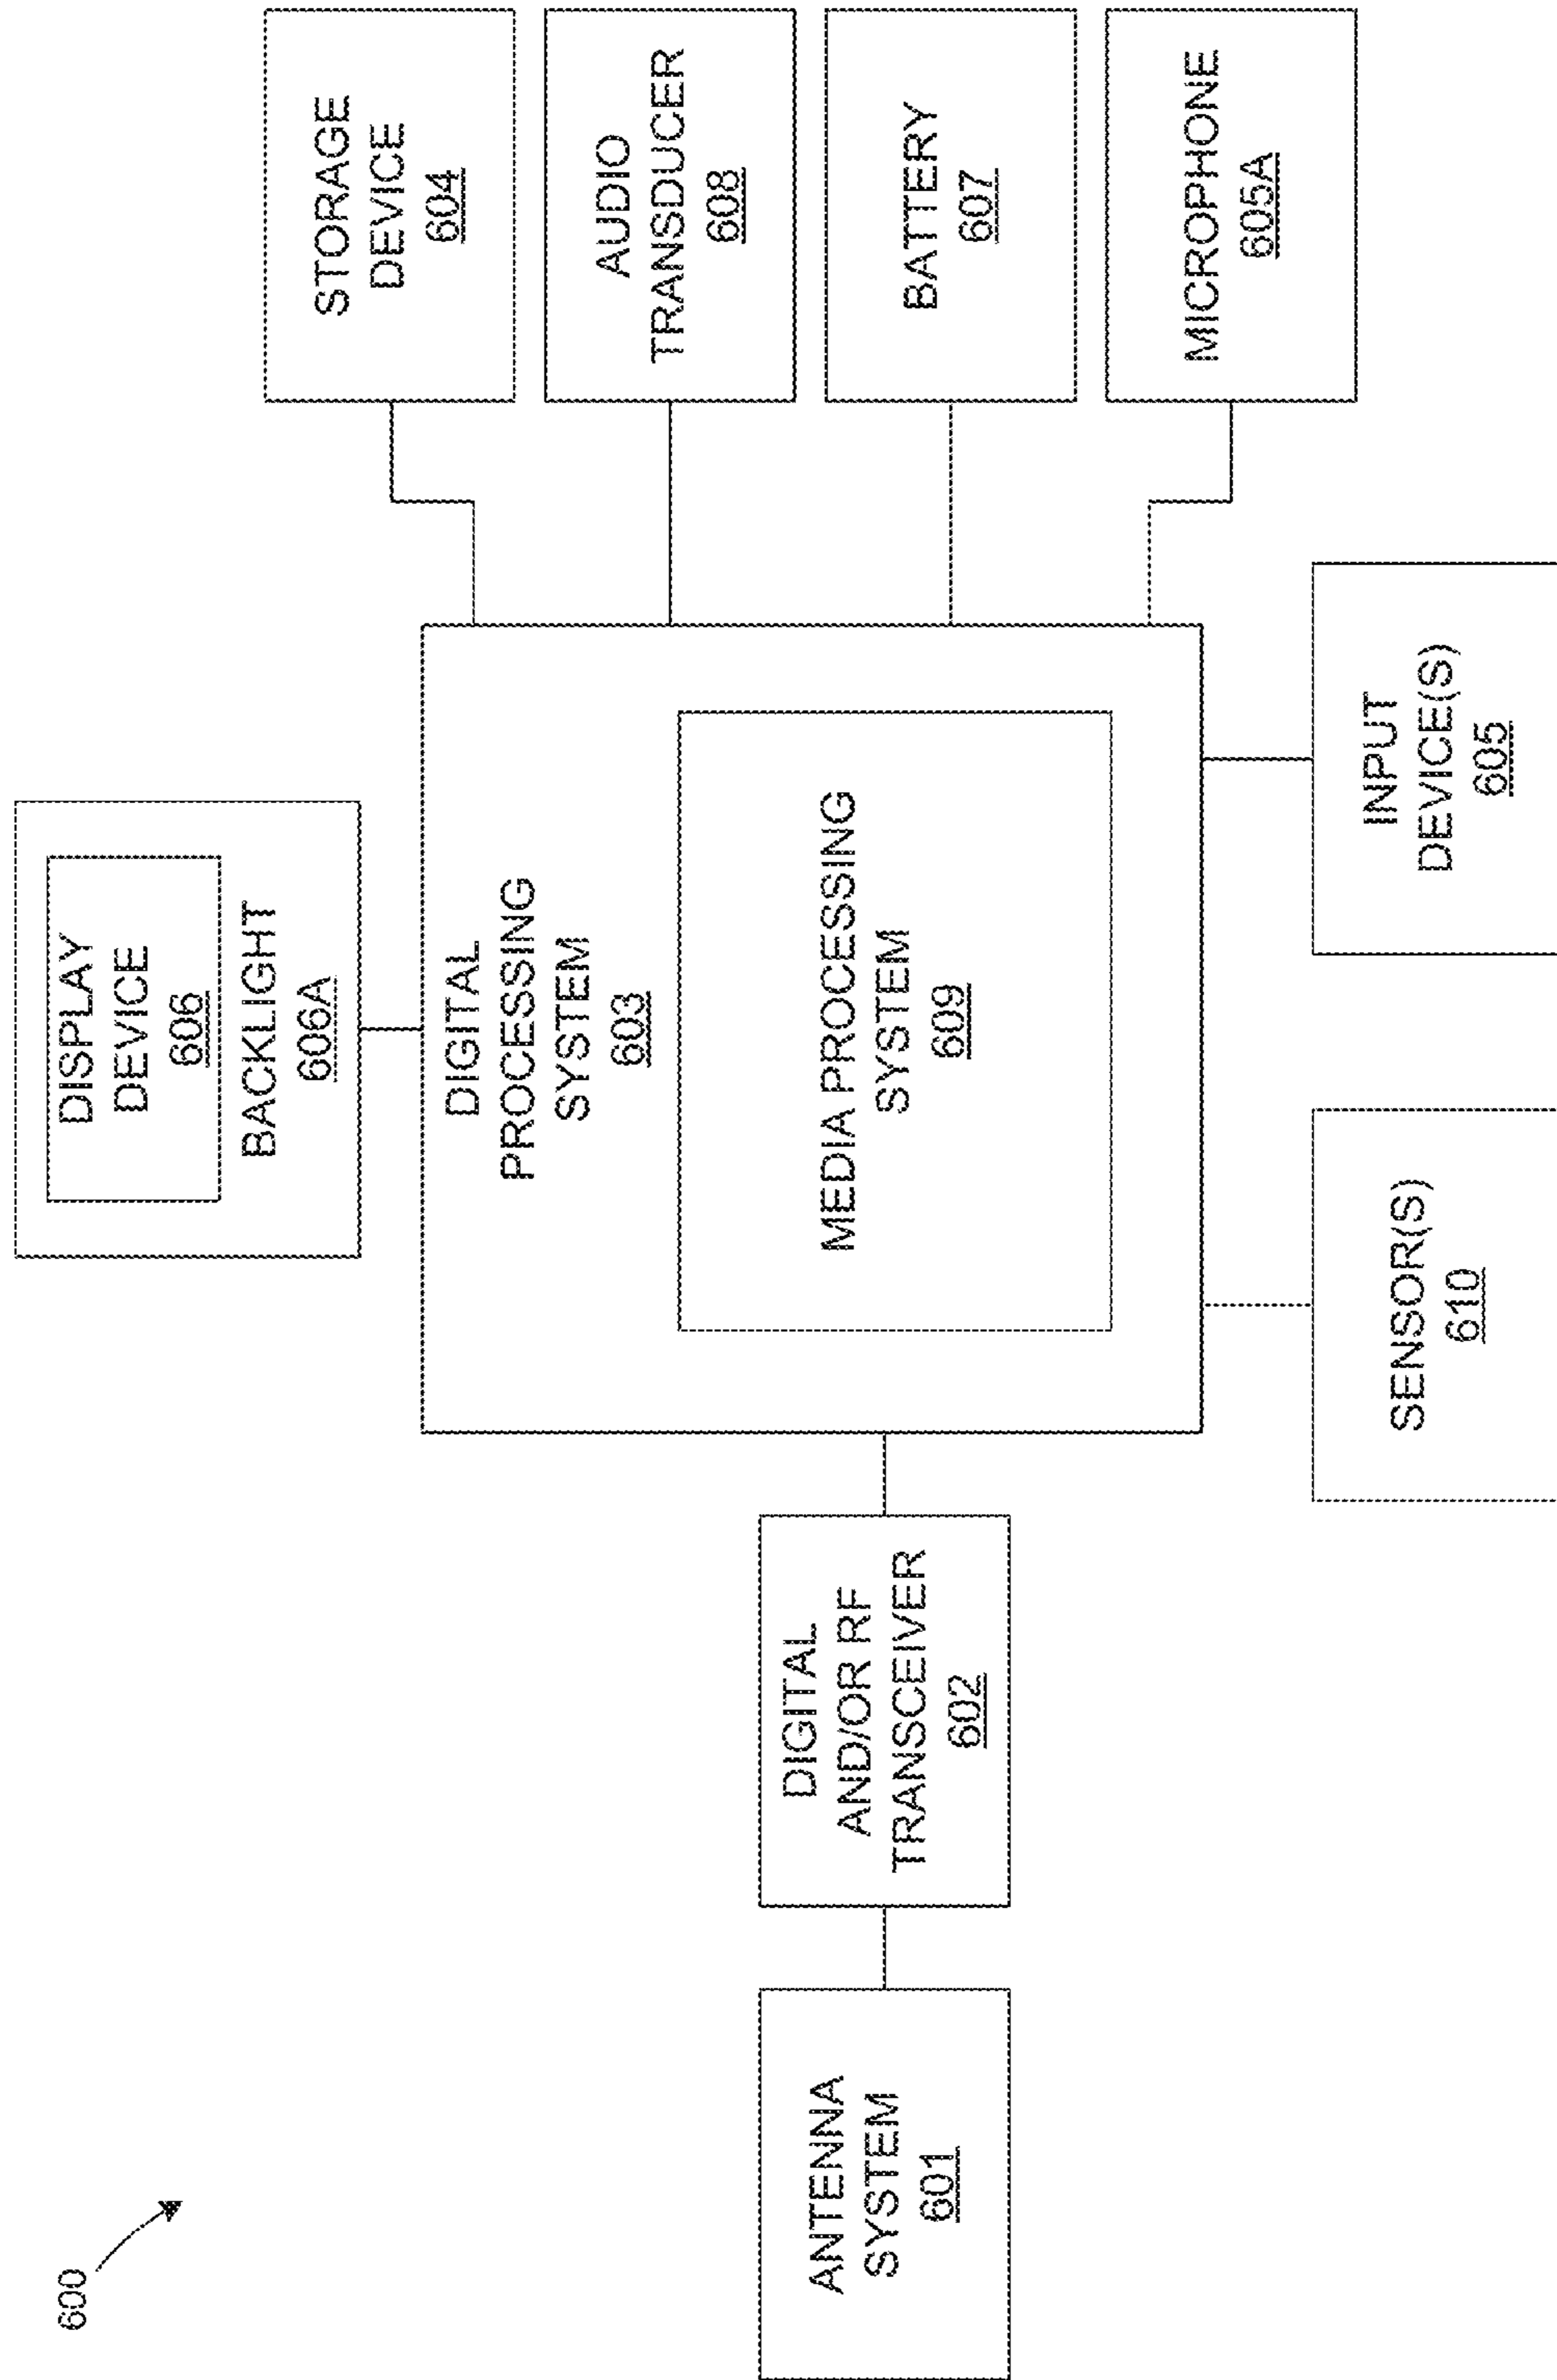 600
ANTENNA
SYSTEM
601
DIGITAL
AND/OR RF
TRANSCEIVER
602
DISPLAY
DEVICE
606
BACKLIGHT
606A
DIGITAL
PROCESSING
SYSTEM
603
MEDIA PROCESSING
SYSTEM
609
SENSOR(S)
610
INPUT
DEVICE(S)
605
STORAGE
DEVICE
604
AUDIO
TRANSDUCER
608
BATTERY
607
MICROPHONE
605A